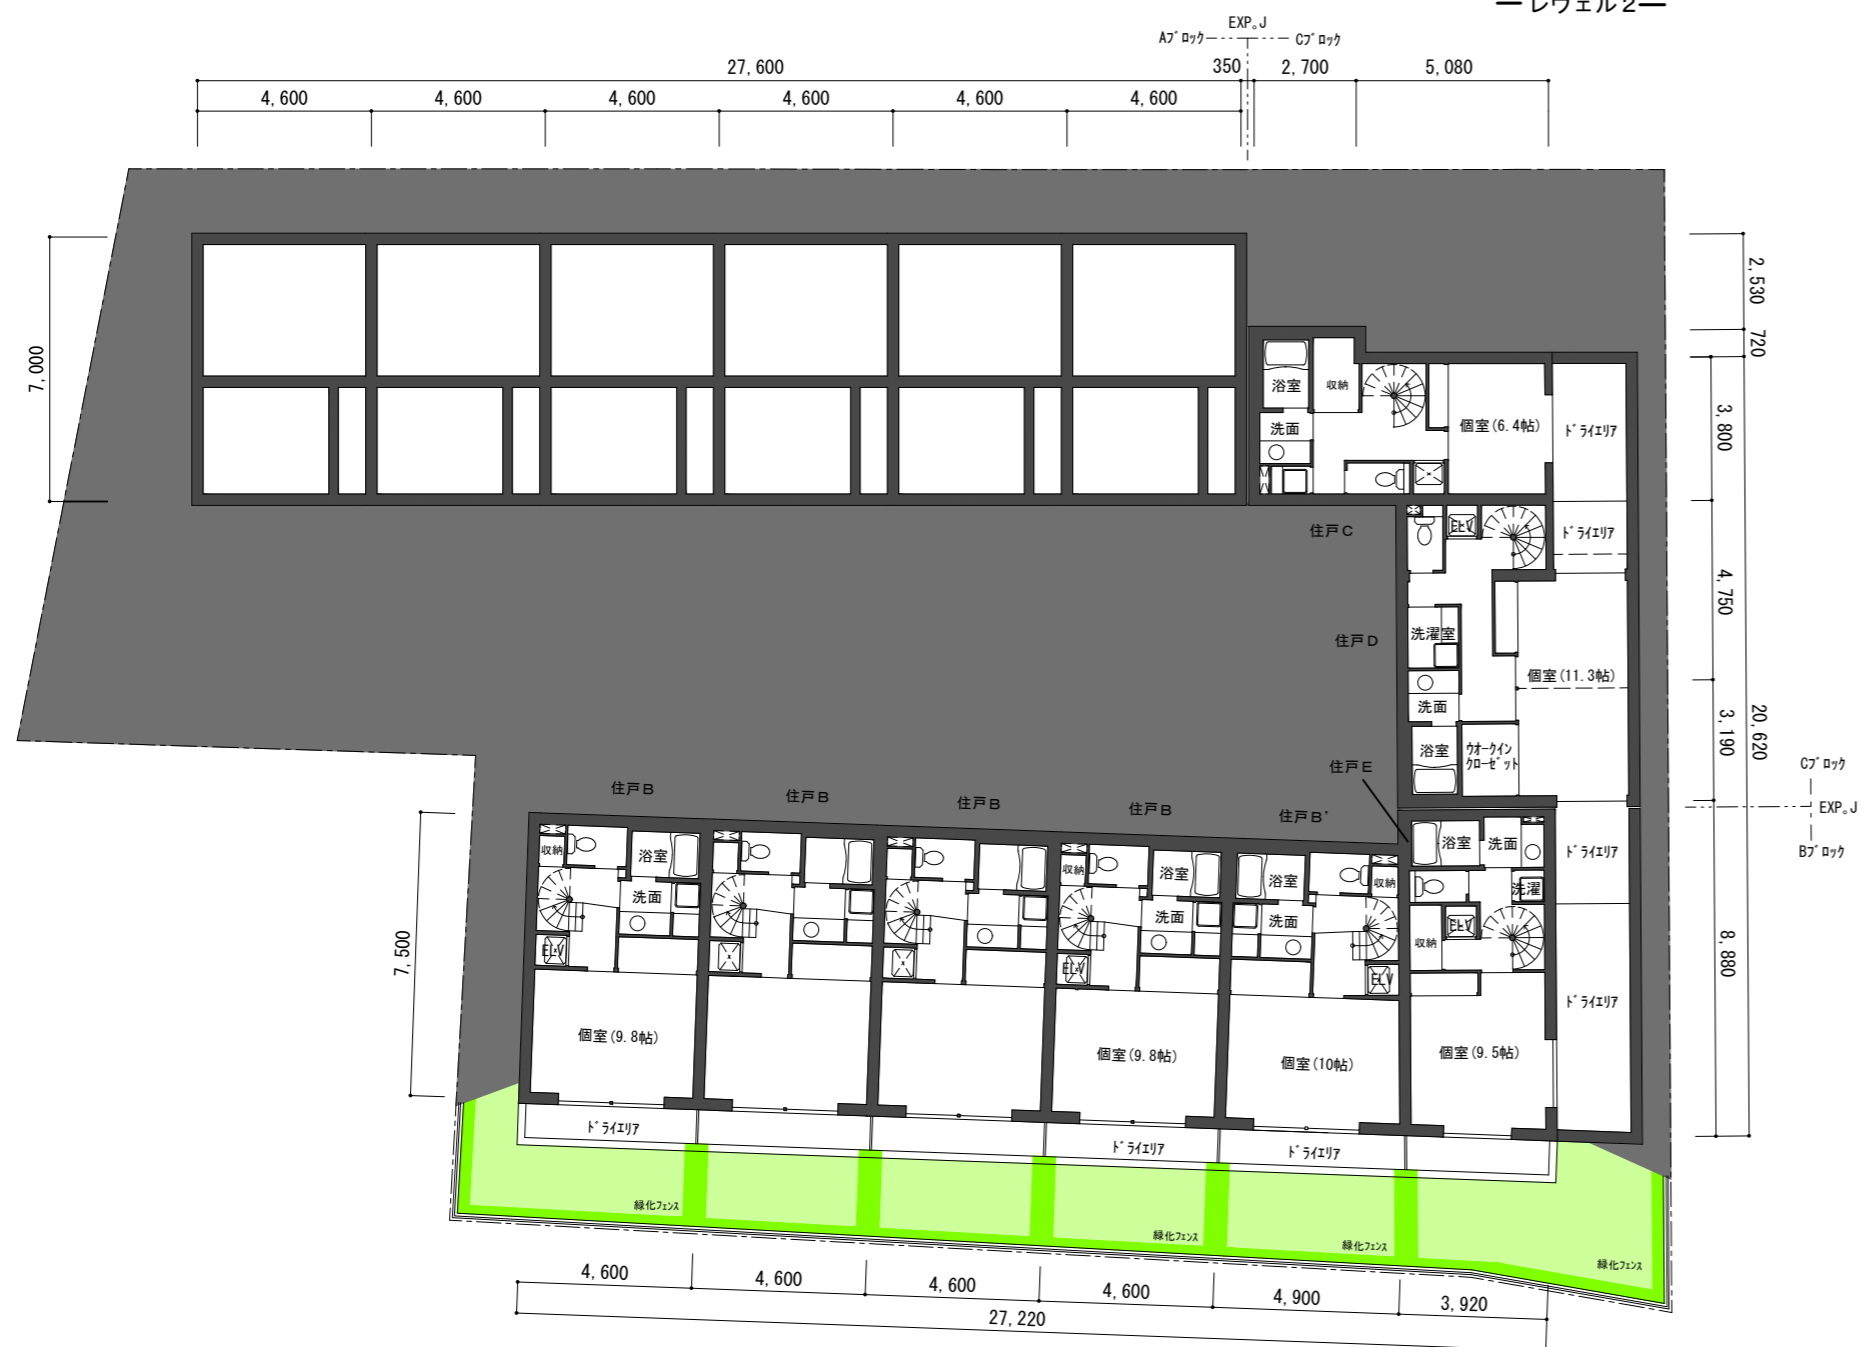 ― レヴェル2―
EXP.J
Aブロック
Cブロック
27,600
350
2,700
5,080
4,600
4,600
4,600
4,600
4,600
4,600
7,000
2,530
720
3,800
4,750
3,190
20,620
8,880
浴室
収納
洗面
個室(6.4帖)
ドライエリア
住戸C
ELV
ドライエリア
住戸D
洗濯室
個室(11.3帖)
洗面
浴室
ウオークイン
クローゼット
Cブロック
EXP.J
Bブロック
住戸E
住戸B
住戸B
住戸B
住戸B
住戸B'
収納
浴室
洗面
ELV
個室(9.8帖)
ドライエリア
収納
浴室
洗面
ELV
個室(9.8帖)
ドライエリア
浴室
収納
洗面
ELV
個室(10帖)
ドライエリア
浴室
洗面
洗濯
ELV
収納
個室(9.5帖)
ドライエリア
ドライエリア
7,500
緑化フェンス
緑化フェンス
緑化フェンス
緑化フェンス
4,600
4,600
4,600
4,600
4,900
3,920
27,220